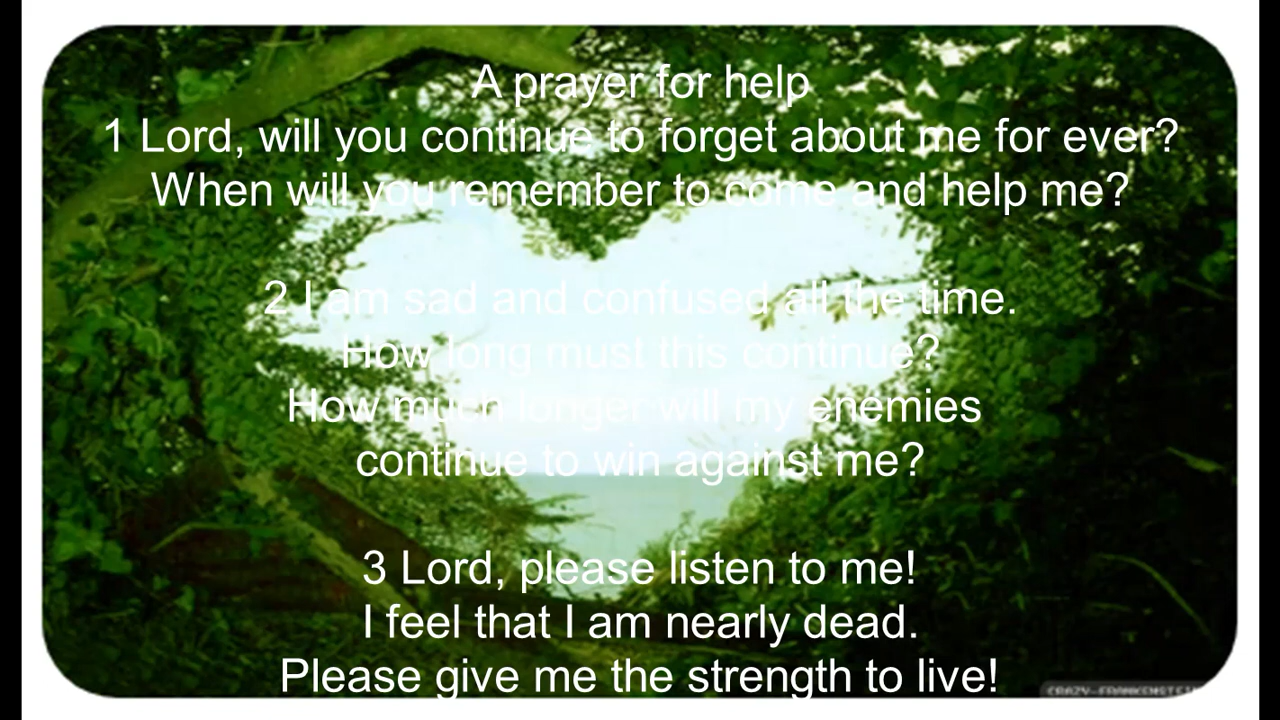 A prayer for help
1 Lord, will you continue to forget about me for ever?
When will you remember to come and help me?
2 I am sad and confused all the time.
How long must this continue?
How much longer will my enemies
continue to win against me?
3 Lord, please listen to me!
I feel that I am nearly dead.
Please give me the strength to live!